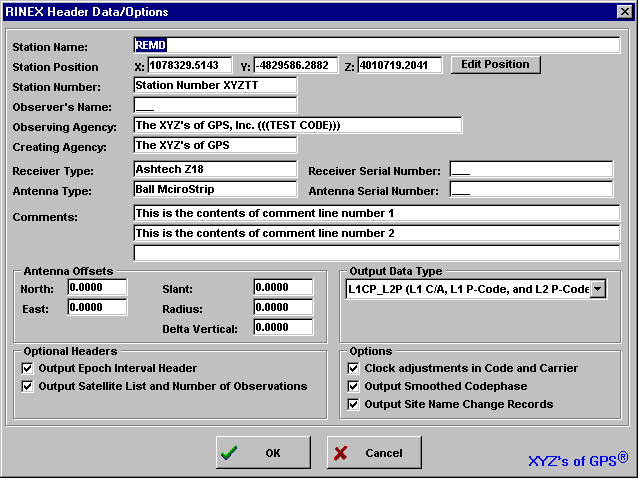 RINEX Header Data/Options
Station Name: REMD
Station Position X: 1078329.5143 Y: -4829586.2882 Z: 4010719.2041 Edit Position
Station Number: Station Number XYZTT
Observer's Name: ___
Observing Agency: The XYZ's of GPS, Inc. (((TEST CODE)))
Creating Agency: The XYZ's of GPS
Receiver Type: Ashtech Z18 Receiver Serial Number: ___
Antenna Type: Ball MciroStrip Antenna Serial Number: ___
Comments: This is the contents of comment line number 1
This is the contents of comment line number 2
Antenna Offsets
North: 0.0000 Slant: 0.0000
East: 0.0000 Radius: 0.0000
Delta Vertical: 0.0000
Output Data Type
L1CP_L2P (L1 C/A, L1 P-Code, and L2 P-Code
Optional Headers
Output Epoch Interval Header
Output Satellite List and Number of Observations
Options
Clock adjustments in Code and Carrier
Output Smoothed Codephase
Output Site Name Change Records
OK Cancel
XYZ's of GPS®